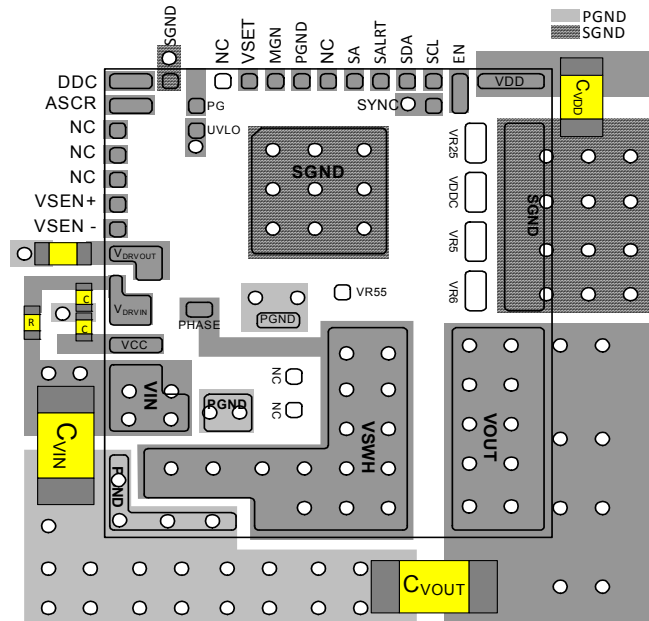 PGND
SGND
SGND
NC
VSET
MGN
PGND
NC
SA
SALRT
SDA
SCL
EN
VDD
CVDD
DDC
ASCR
PG
SYNC
NC
UVLO
NC
NC
VSEN+
VSEN -
SGND
VR25
VDDC
VR5
VR6
SGND
VDRVOUT
VDRVIN
C
C
R
VR55
PHASE
PGND
VCC
VIN
PGND
NC
NC
VSWH
VOUT
CVIN
PGND
CVOUT